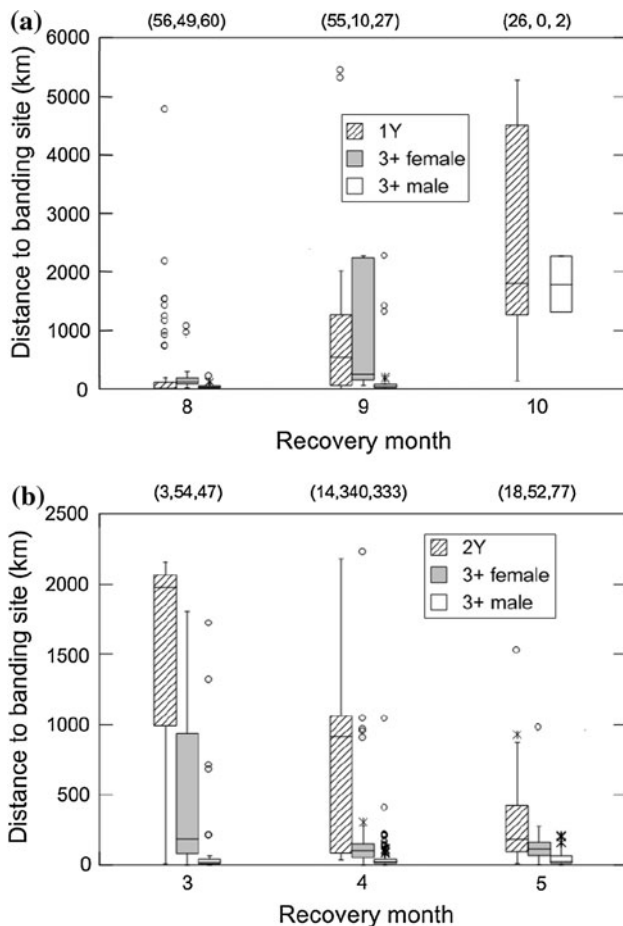 (a)
(56,49,60) (55,10,27) (26, 0, 2)
6000
5000
4000
3000
2000
1000
0
Distance to banding site (km)
1Y
3+ female
3+ male
8 9 10
Recovery month
(b)
(3,54,47) (14,340,333) (18,52,77)
2500
2000
1500
1000
500
0
Distance to banding site (km)
2Y
3+ female
3+ male
3 4 5
Recovery month